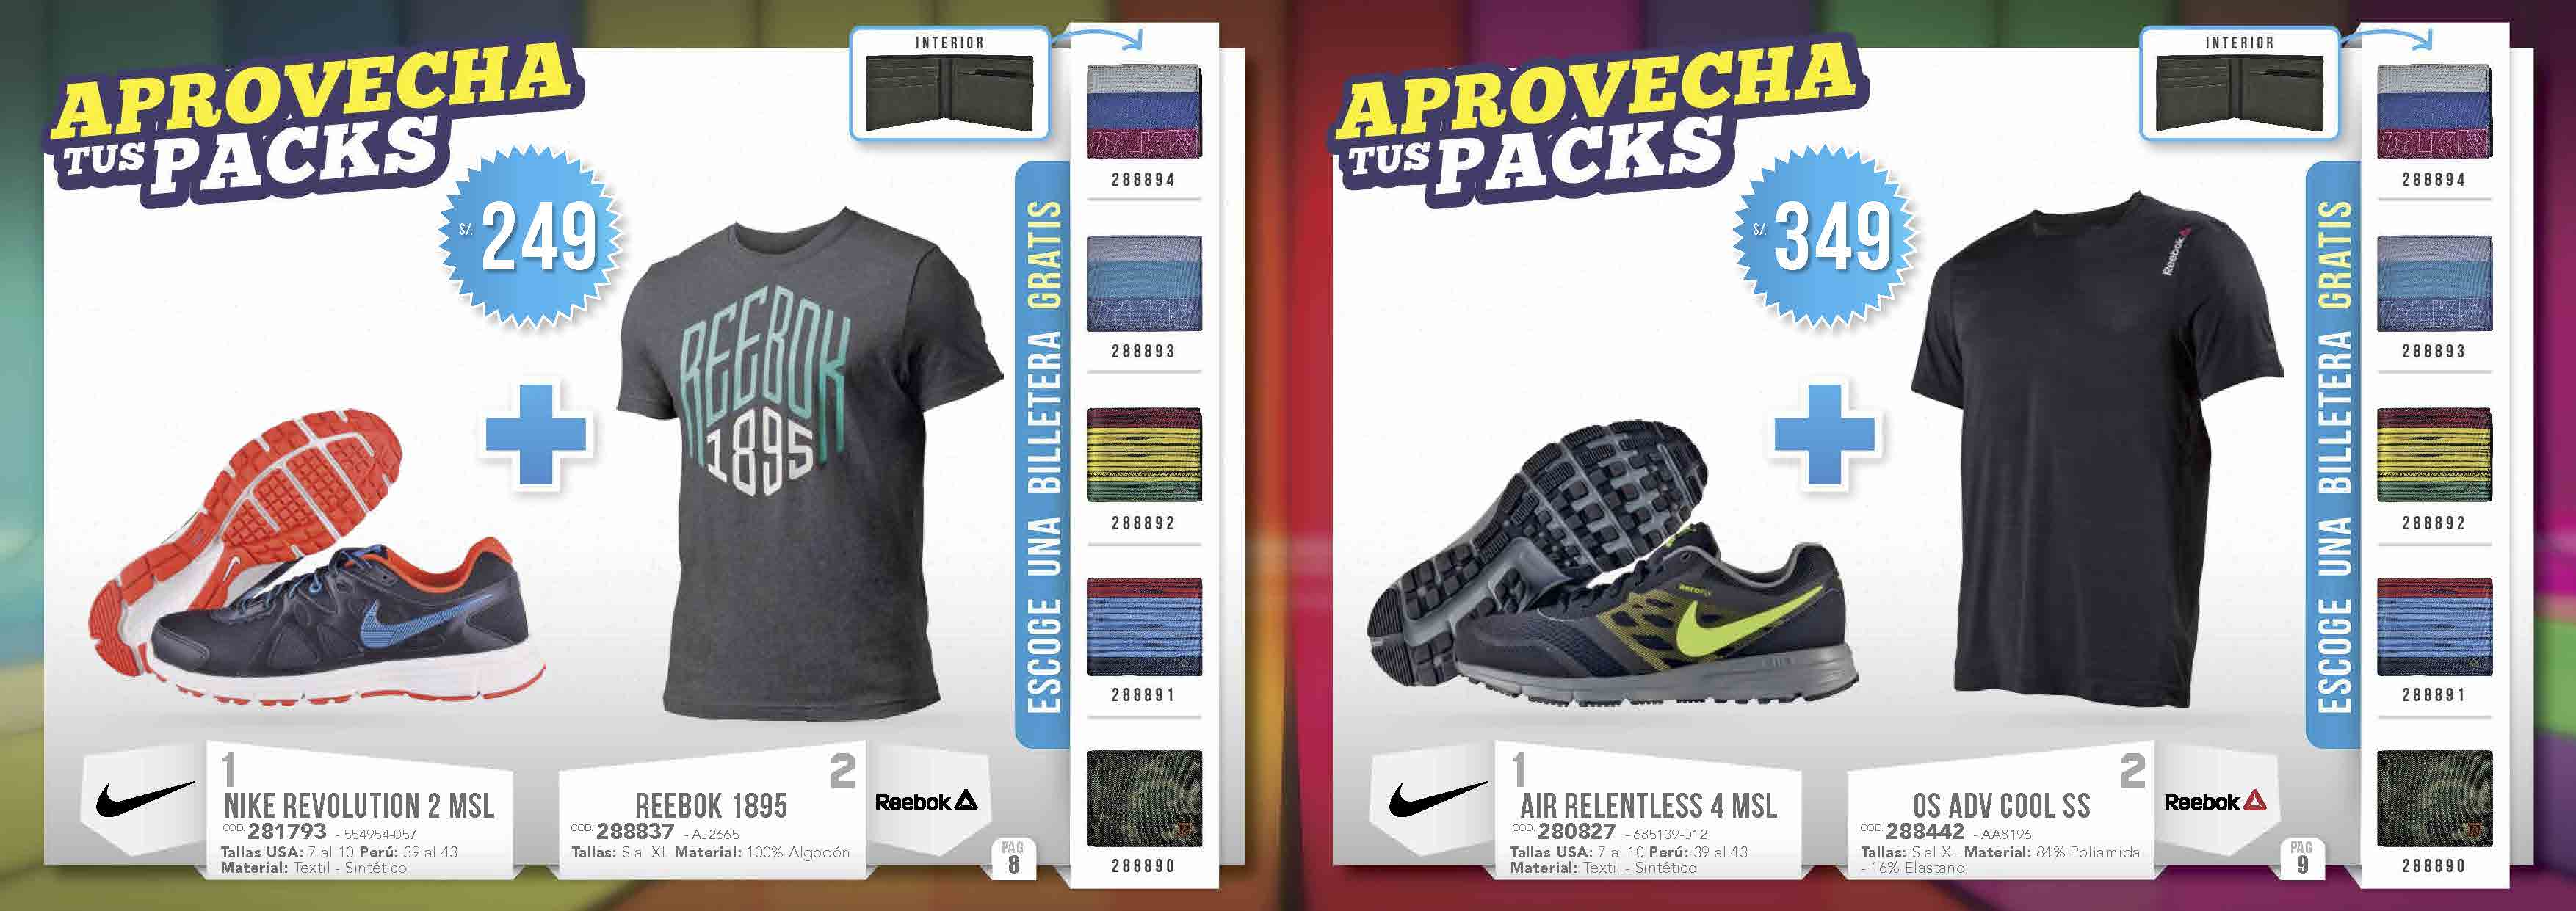 APROVECHA
TUS PACKS
S/. 249
INTERIOR
ESCOGE UNA BILLETERA GRATIS
288894
288893
288892
288891
288890
REEBOK
1895
1
NIKE REVOLUTION 2 MSL
COD. 281793 - 554954-057
Tallas USA: 7 al 10 Perú: 39 al 43
Material: Textil - Sintético
2
REEBOK 1895
COD. 288837 - AJ2665
Tallas: S al XL Material: 100% Algodón
Reebok
PAG
8
APROVECHA
TUS PACKS
S/. 349
INTERIOR
ESCOGE UNA BILLETERA GRATIS
288894
288893
288892
288891
288890
Reebok
1
AIR RELENTLESS 4 MSL
COD. 280827 - 685139-012
Tallas USA: 7 al 10 Perú: 39 al 43
Material: Textil - Sintético
2
OS ADV COOL SS
COD. 288442 - AA8196
Tallas: S al XL Material: 84% Poliamida
- 16% Elastano
Reebok
PAG
9